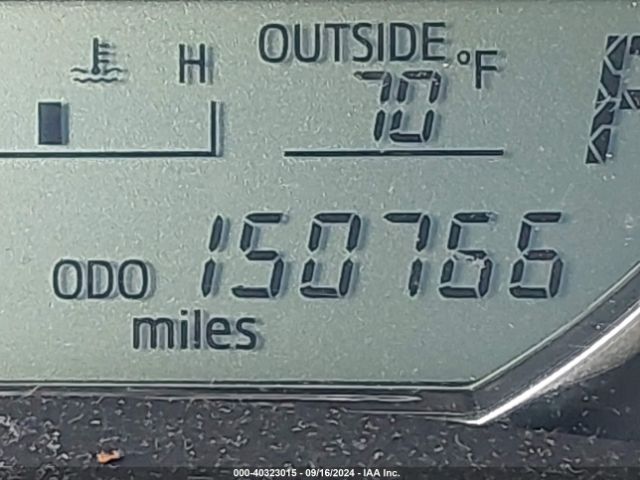 H
OUTSIDE
70 °F
ODO 150766
miles
000-40323015 - 09/16/2024 - IAA Inc.